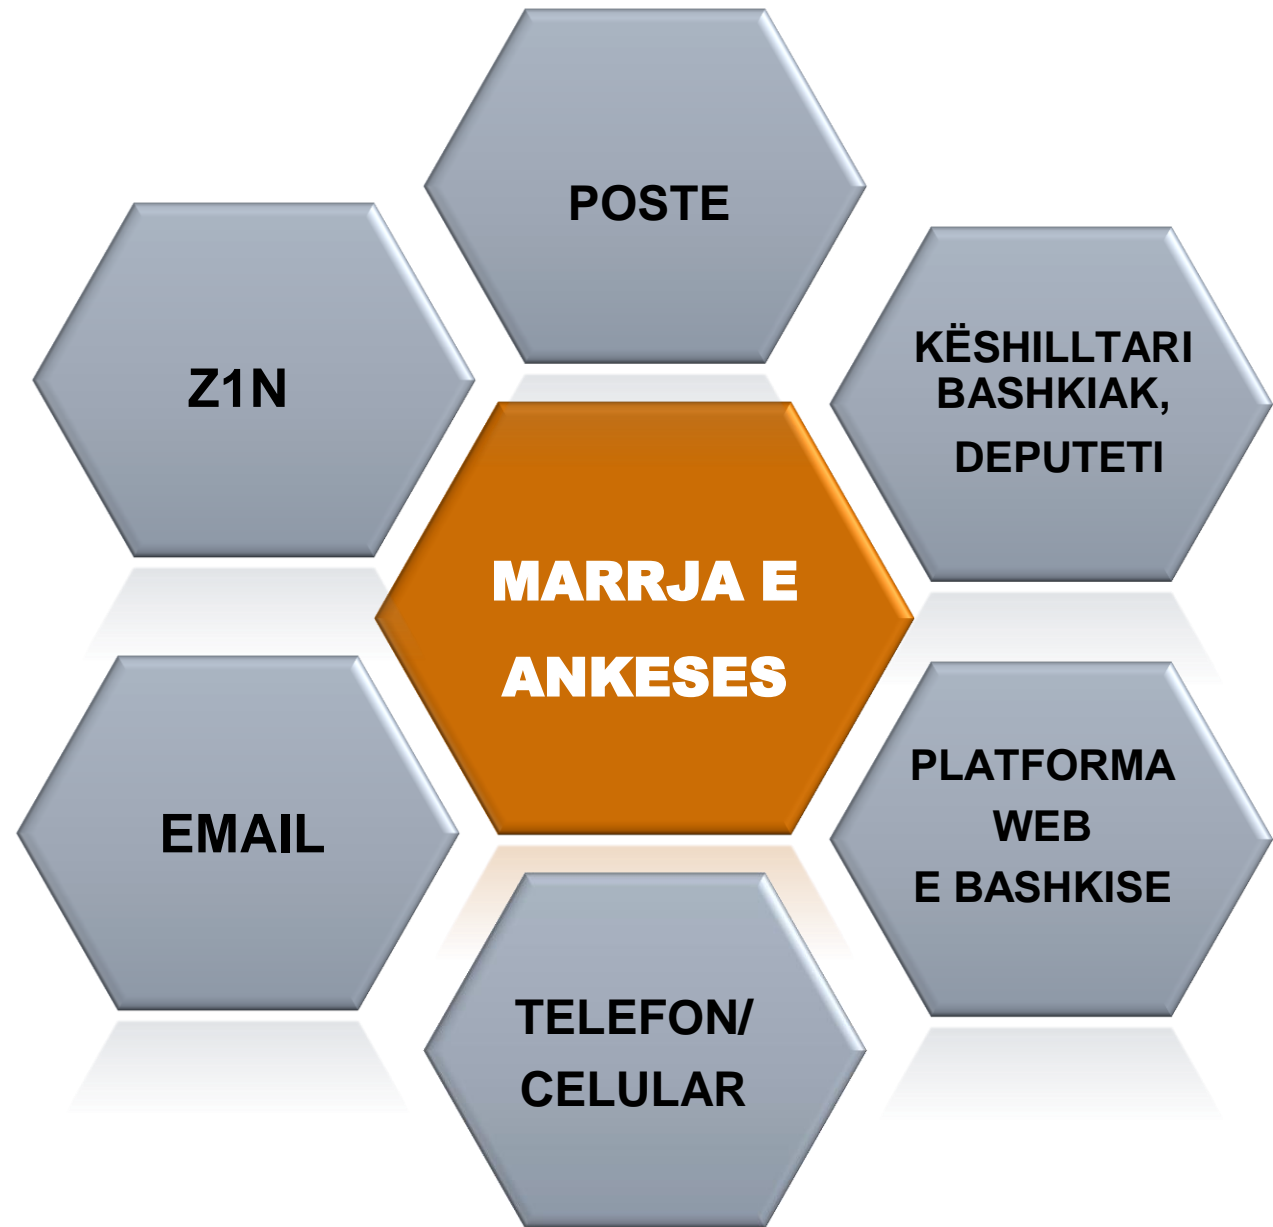 POSTE
Z1N
KËSHILLTARI
BASHKIAK,
DEPUTETI
MARRJA E
ANKESES
PLATFORMA
WEB
E BASHKISE
EMAIL
TELEFON/
CELULAR